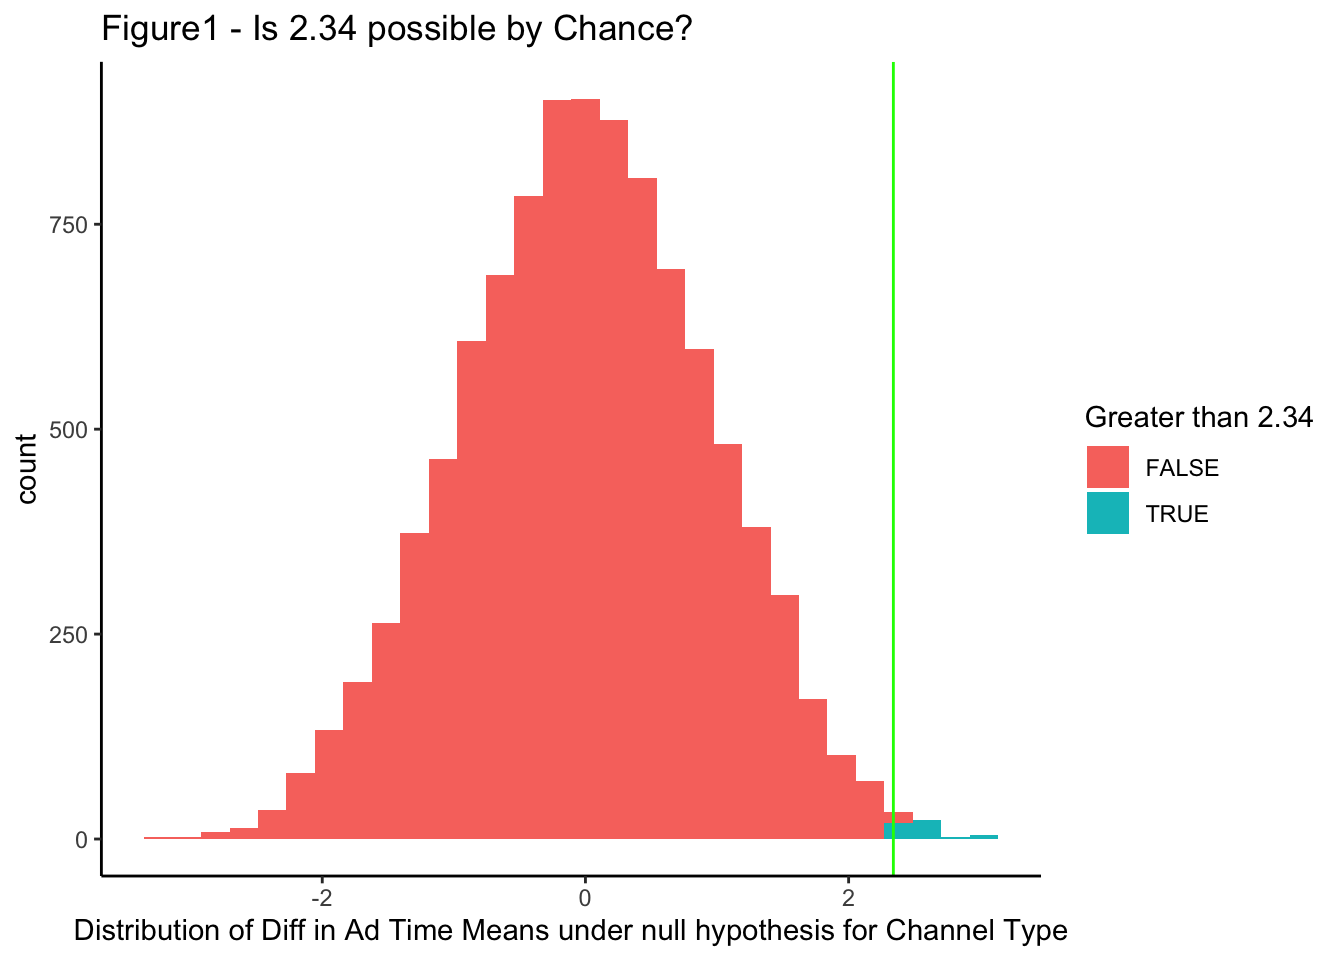 Figure1 - Is 2.34 possible by Chance?
750
500
250
0
count
-2
0
2
Distribution of Diff in Ad Time Means under null hypothesis for Channel Type
Greater than 2.34
FALSE
TRUE